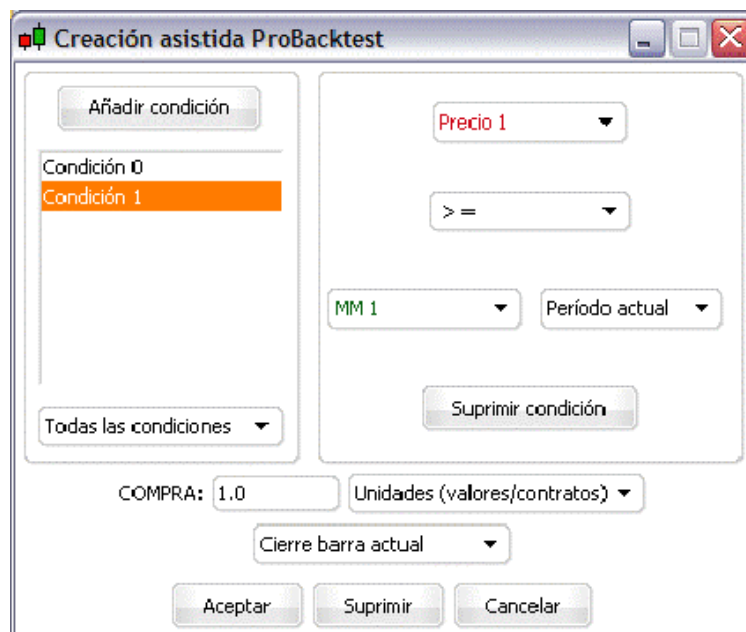 Creación asistida ProBacktest
Añadir condición
Condición 0
Condición 1
Todas las condiciones
Precio 1
> =
MM 1
Período actual
Suprimir condición
COMPRA: 1.0 Unidades (valores/contratos)
Cierre barra actual
Aceptar Suprimir Cancelar